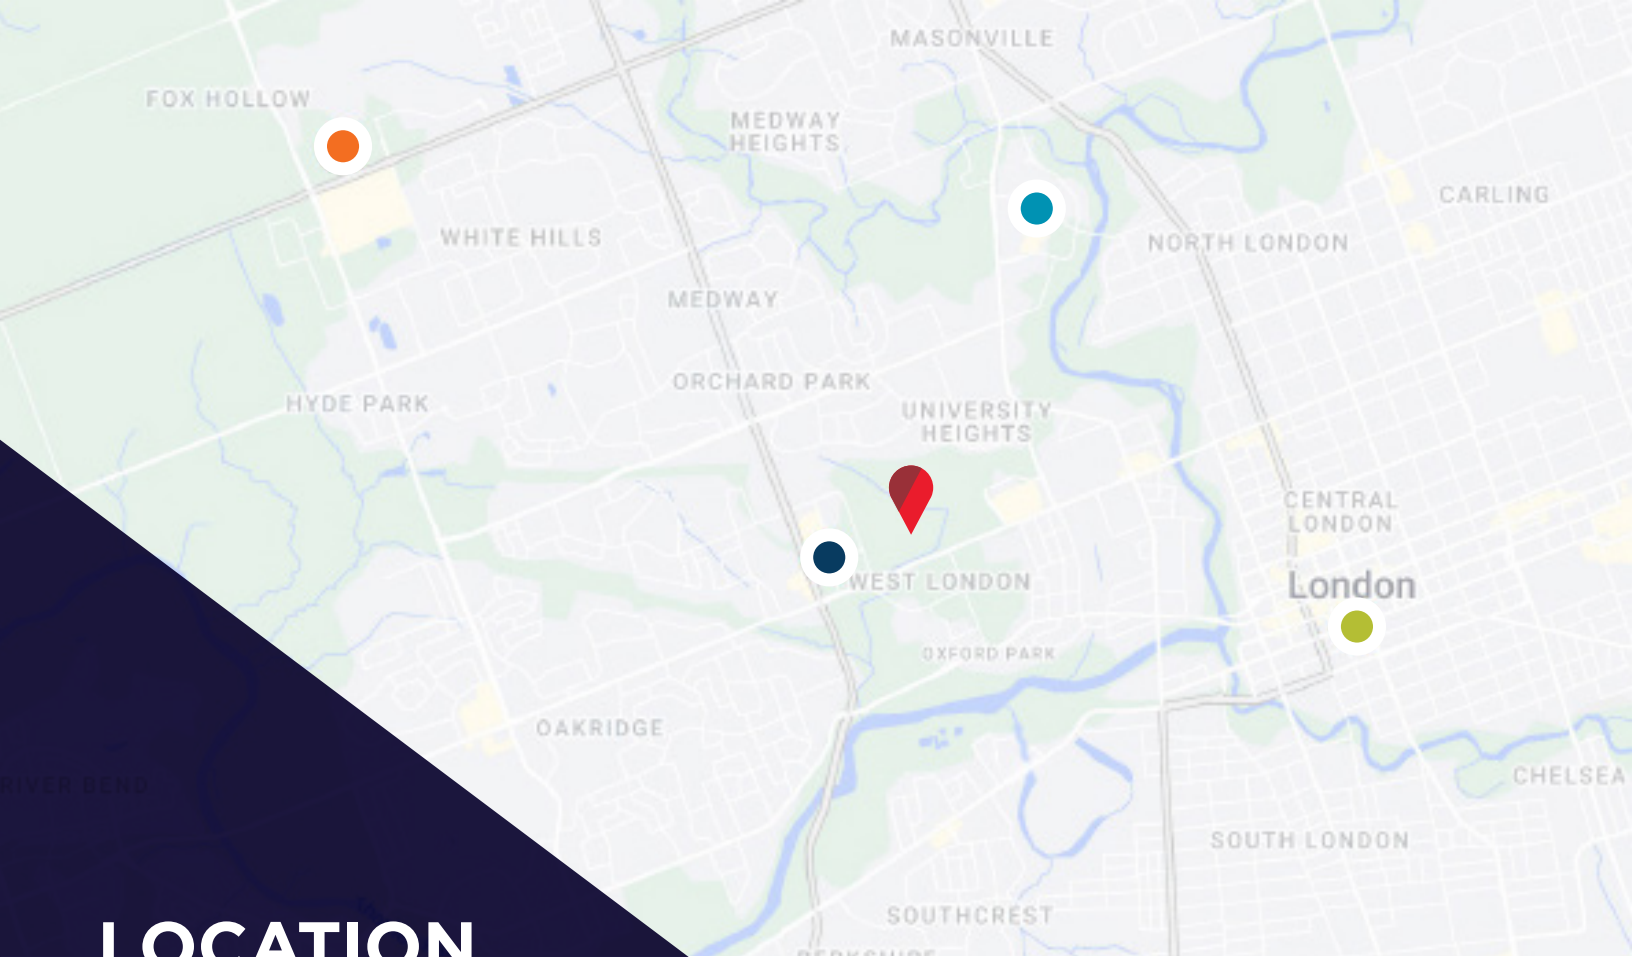 MASONVILLE
FOX HOLLOW
MEDWAY
HEIGHTS
CARLING
WHITE HILLS
NORTH LONDON
MEDWAY
ORCHARD PARK
HYDE PARK
UNIVERSITY
HEIGHTS
CENTRAL
LONDON
WEST LONDON
London
OXFORD PARK
OAKRIDGE
RIVER BEND
CHELSEA
SOUTH LONDON
SOUTHCREST
LOCATION
BERKSHIRE